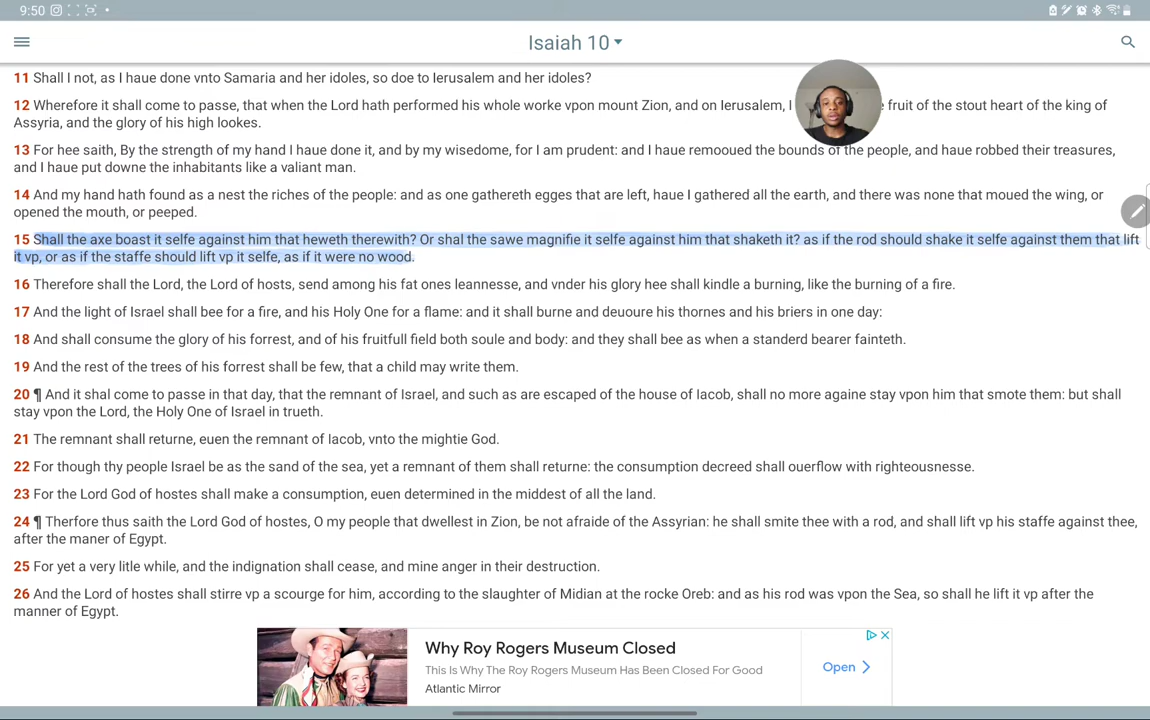 9:50
Isaiah 10
11 Shall I not, as I haue done vnto Samaria and her idoles, so doe to Ierusalem and her idoles?
12 Wherefore it shall come to passe, that when the Lord hath performed his whole worke vpon mount Zion, and on Ierusalem, I fruit of the stout heart of the king of
Assyria, and the glory of his high lookes.
13 For hee saith, By the strength of my hand I haue done it, and by my wisedome, for I am prudent: and I haue remooued the bounds of the people, and haue robbed their treasures,
and I haue put downe the inhabitants like a valiant man.
14 And my hand hath found as a nest the riches of the people: and as one gathereth egges that are left, haue I gathered all the earth, and there was none that moued the wing, or
opened the mouth, or peeped.
15 Shall the axe boast it selfe against him that heweth therewith? Or shal the sawe magnifie it selfe against him that shaketh it? as if the rod should shake it selfe against them that lift
it vp, or as if the staffe should lift vp it selfe, as if it were no wood.
16 Therefore shall the Lord, the Lord of hosts, send among his fat ones leannesse, and vnder his glory hee shall kindle a burning, like the burning of a fire.
17 And the light of Israel shall bee for a fire, and his Holy One for a flame: and it shall burne and deuoure his thornes and his briers in one day:
18 And shall consume the glory of his forrest, and of his fruitfull field both soule and body: and they shall bee as when a standerd bearer fainteth.
19 And the rest of the trees of his forrest shall be few, that a child may write them.
20 ¶ And it shal come to passe in that day, that the remnant of Israel, and such as are escaped of the house of Iacob, shall no more againe stay vpon him that smote them: but shall
stay vpon the Lord, the Holy One of Israel in trueth.
21 The remnant shall returne, euen the remnant of Iacob, vnto the mightie God.
22 For though thy people Israel be as the sand of the sea, yet a remnant of them shall returne: the consumption decreed shall ouerflow with righteousnesse.
23 For the Lord God of hostes shall make a consumption, euen determined in the middest of all the land.
24 ¶ Therfore thus saith the Lord God of hostes, O my people that dwellest in Zion, be not afraide of the Assyrian: he shall smite thee with a rod, and shall lift vp his staffe against thee,
after the maner of Egypt.
25 For yet a very litle while, and the indignation shall cease, and mine anger in their destruction.
26 And the Lord of hostes shall stirre vp a scourge for him, according to the slaughter of Midian at the rocke Oreb: and as his rod was vpon the Sea, so shall he lift it vp after the
manner of Egypt.
Why Roy Rogers Museum Closed
This Is Why The Roy Rogers Museum Has Been Closed For Good
Atlantic Mirror
Open